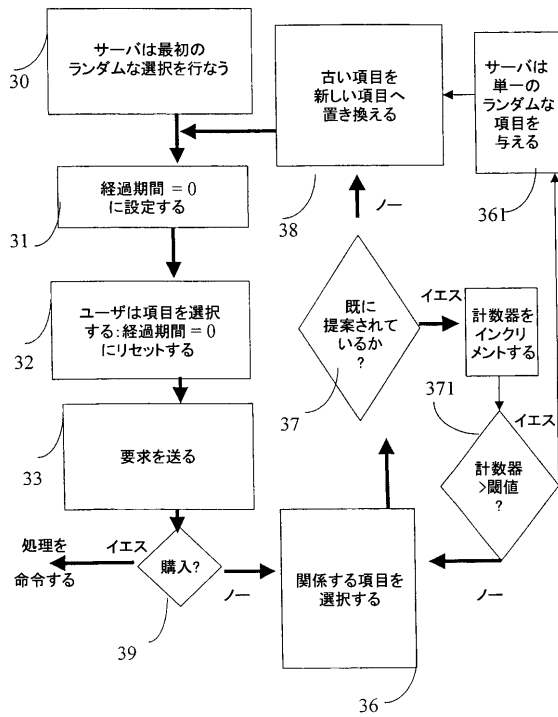 サーバは最初の
ランダムな選択を行なう
30
古い項目を
新しい項目へ
置き換える
38
サーバは
単一の
ランダムな
項目を
与える
361
経過期間 = 0
に設定する
31
ノー
ユーザは項目を選択
する:経過期間 = 0
にリセットする
32
既に
提案されて
いるか
?
37
イエス
計数器を
インクリ
メントする
371
イエス
計数器
>閾値
?
ノー
要求を送る
33
購入?
39
イエス
処理を
命令する
ノー
関係する項目を
選択する
36